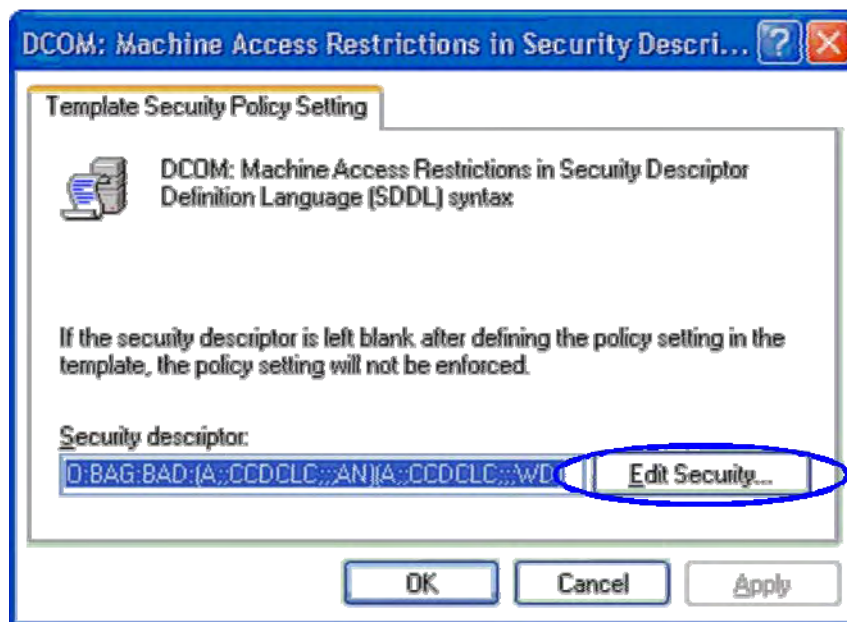 DCOM: Machine Access Restrictions in Security Descri...
Template Security Policy Setting
DCOM: Machine Access Restrictions in Security Descriptor
Definition Language (SDDL) syntax
If the security descriptor is left blank after defining the policy setting in the
template, the policy setting will not be enforced.
Security descriptor:
O:BAG:BAD:(A;;CCDCLC;;;AN)(A;;CCDCLC;;;WD)
Edit Security...
OK Cancel Apply